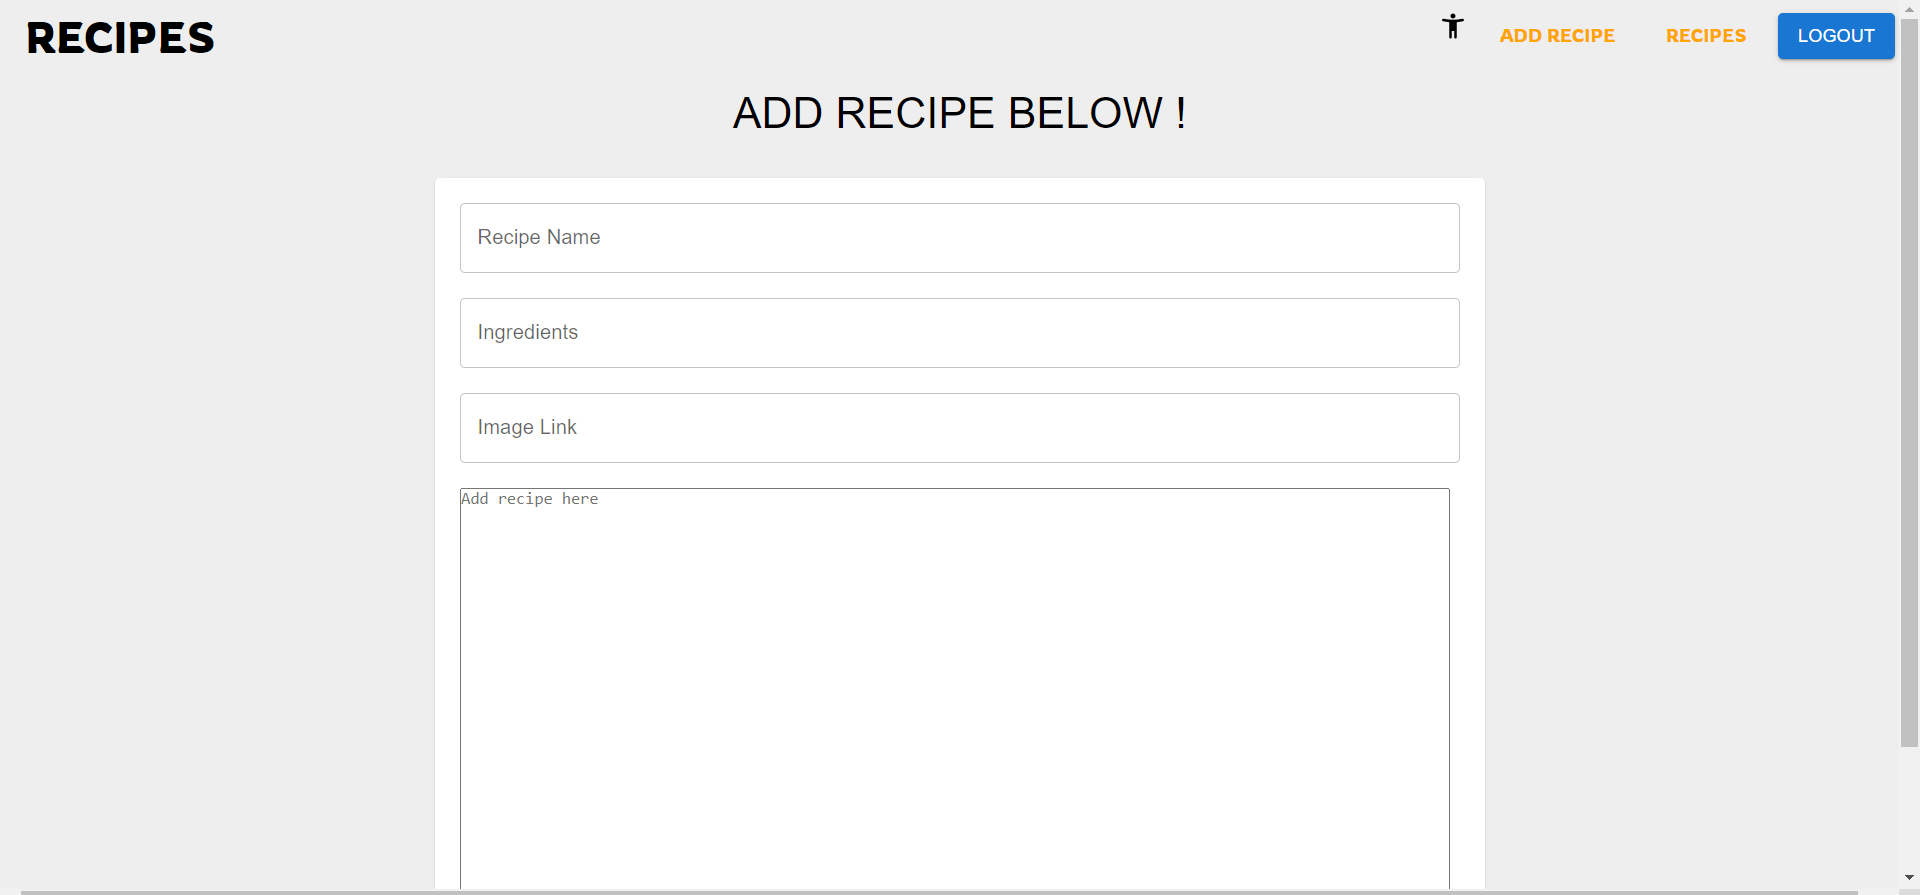 RECIPES
ADD RECIPE
RECIPES
LOGOUT
ADD RECIPE BELOW !
Recipe Name
Ingredients
Image Link
Add recipe here